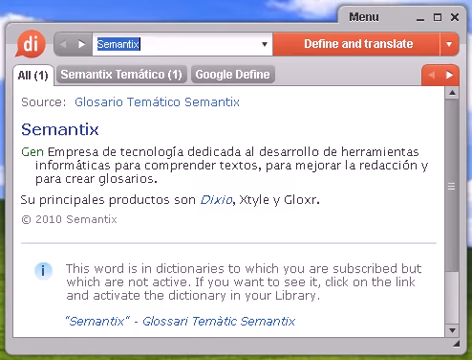 Menu
di
Semantix
Define and translate
All (1)
Semantix Temático (1)
Google Define
Source: Glosario Temático Semantix
Semantix
Gen Empresa de tecnología dedicada al desarrollo de herramientas
informáticas para comprender textos, para mejorar la redacción y
para crear glosarios.
Su principales productos son Dixio, Xtyle y Gloxr.
© 2010 Semantix
i
This word is in dictionaries to which you are subscribed but
which are not active. If you want to see it, click on the link
and activate the dictionary in your Library.
"Semantix" - Glossari Temàtic Semantix